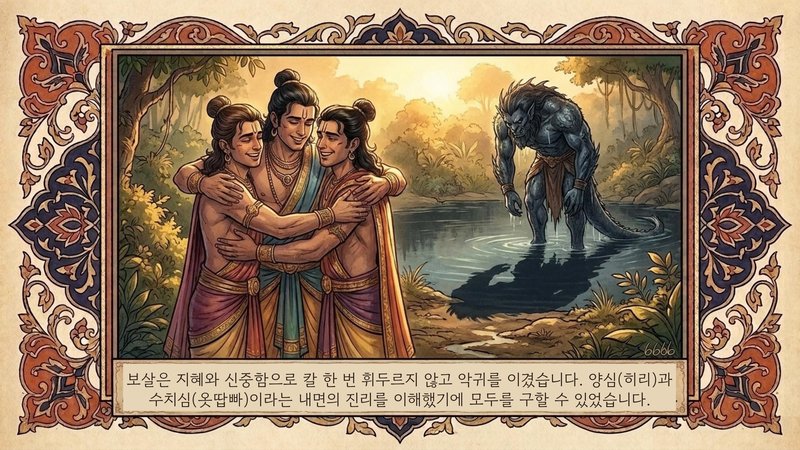 6666
보살은 지혜와 신중함으로 칼 한 번 휘두르지 않고 악귀를 이겼습니다. 양심(히리)과
수치심(옷땁빠)이라는 내면의 진리를 이해했기에 모두를 구할 수 있었습니다.